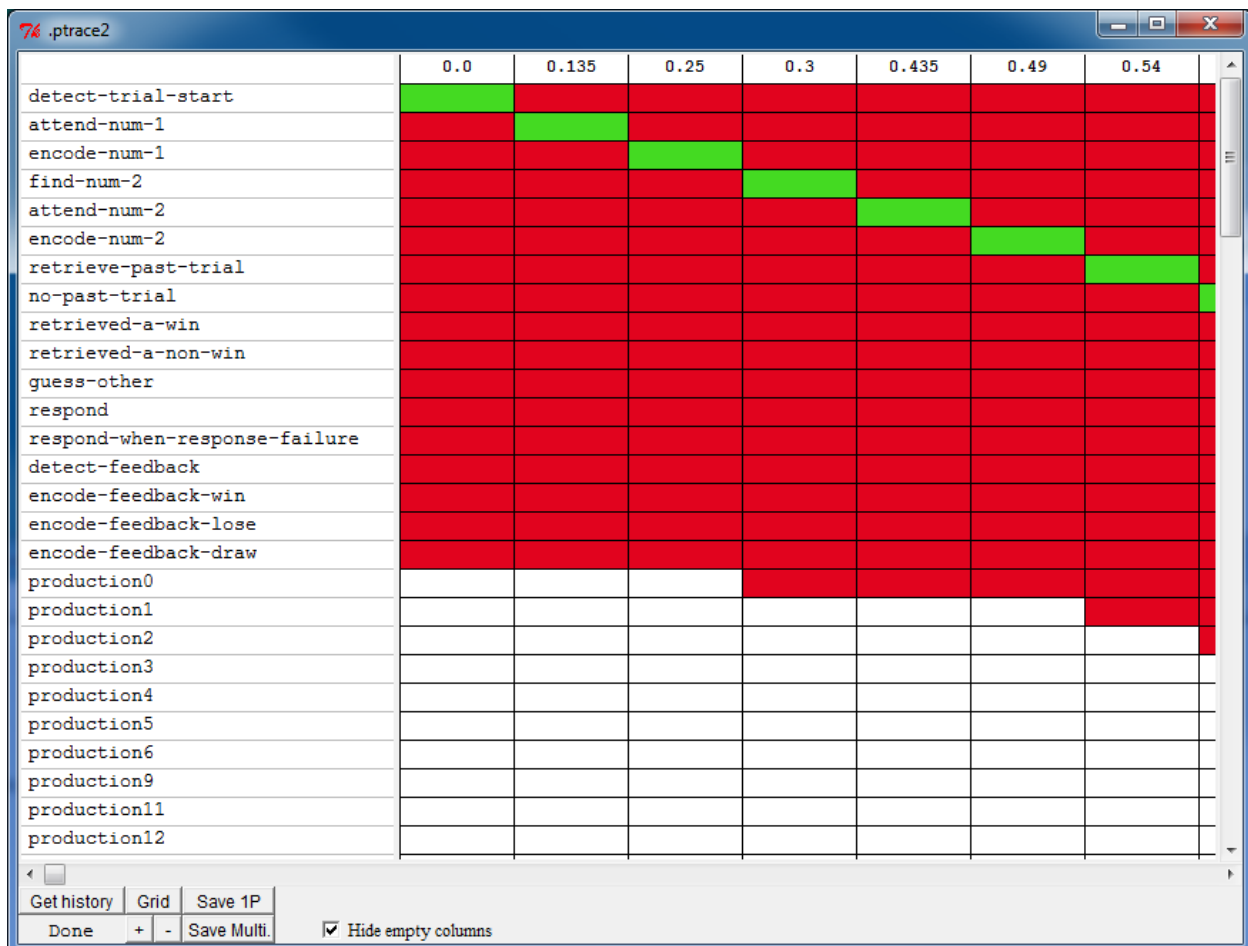 .ptrace2
0.0 0.135 0.25 0.3 0.435 0.49 0.54
detect-trial-start
attend-num-1
encode-num-1
find-num-2
attend-num-2
encode-num-2
retrieve-past-trial
no-past-trial
retrieved-a-win
retrieved-a-non-win
guess-other
respond
respond-when-response-failure
detect-feedback
encode-feedback-win
encode-feedback-lose
encode-feedback-draw
production0
production1
production2
production3
production4
production5
production6
production9
production11
production12
Get history Grid Save 1P
Done + - Save Multi. Hide empty columns